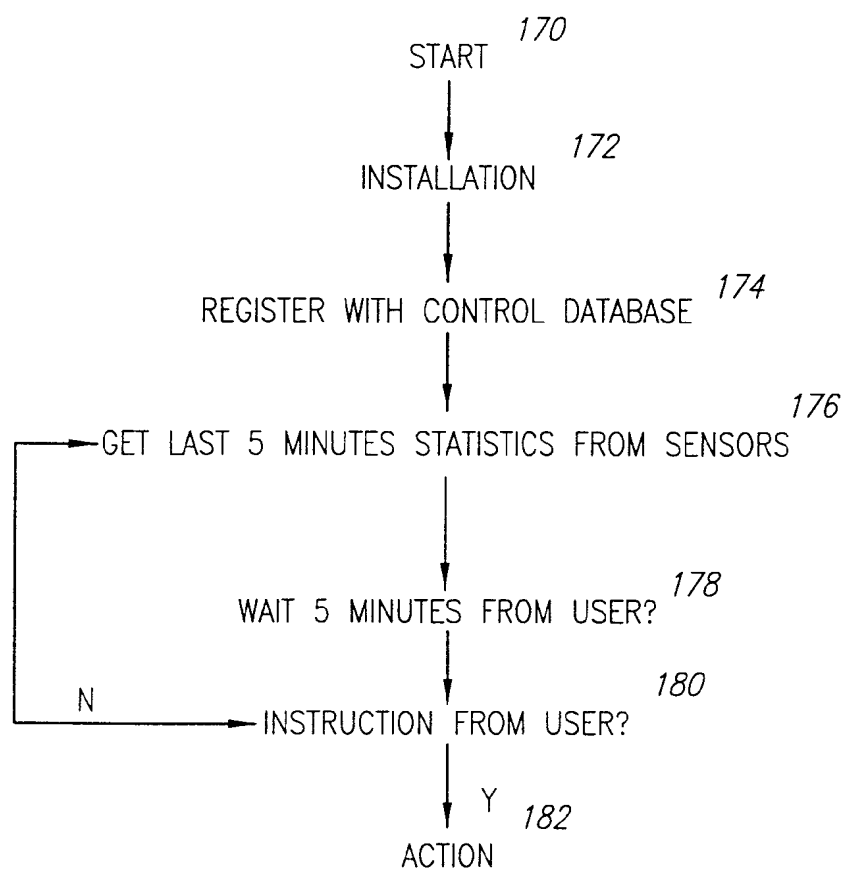 170
START
172
INSTALLATION
174
REGISTER WITH CONTROL DATABASE
176
GET LAST 5 MINUTES STATISTICS FROM SENSORS
178
WAIT 5 MINUTES FROM USER?
180
N
INSTRUCTION FROM USER?
Y
182
ACTION